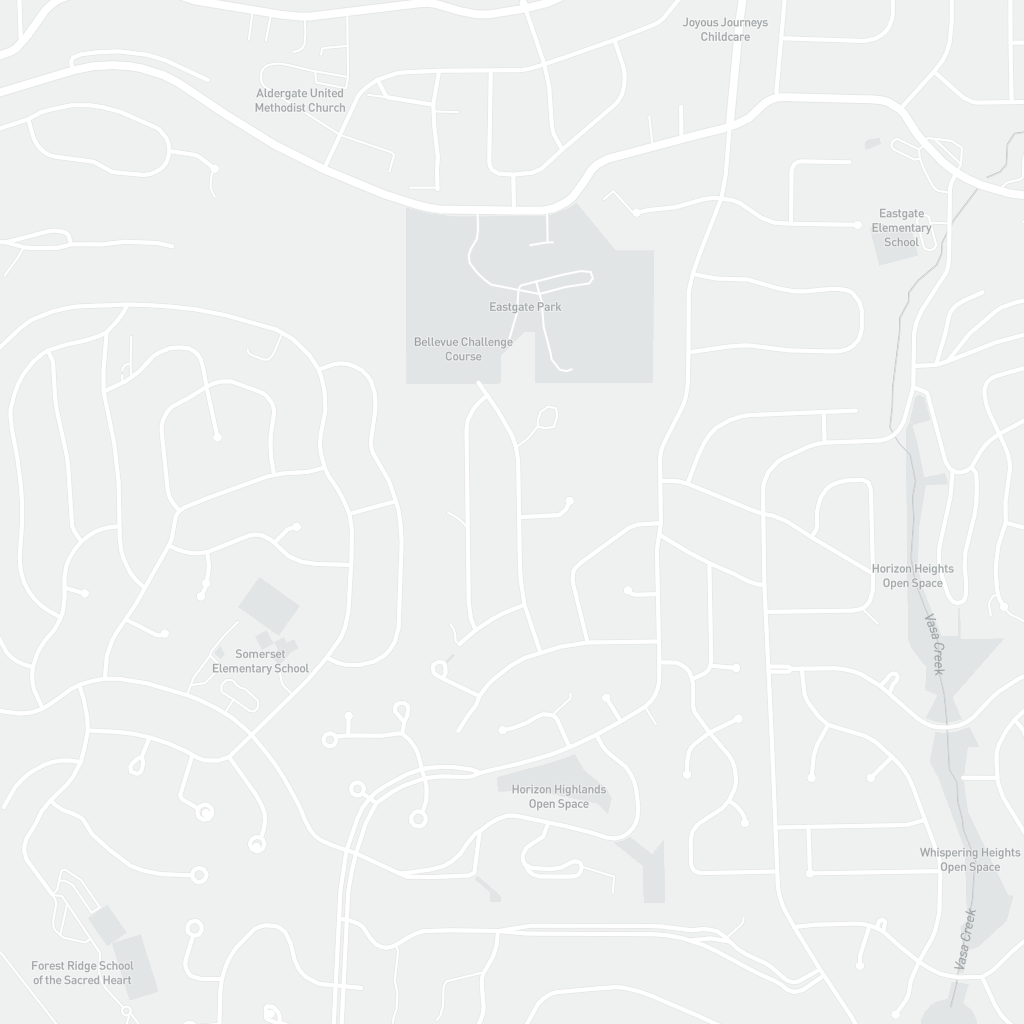 Joyous Journeys
Childcare
Aldergate United
Methodist Church
Eastgate
Elementary
School
Eastgate Park
Bellevue Challenge
Course
Horizon Heights
Open Space
Vasa Creek
Somerset
Elementary School
Horizon Highlands
Open Space
Whispering Heights
Open Space
Vasa Creek
Forest Ridge School
of the Sacred Heart